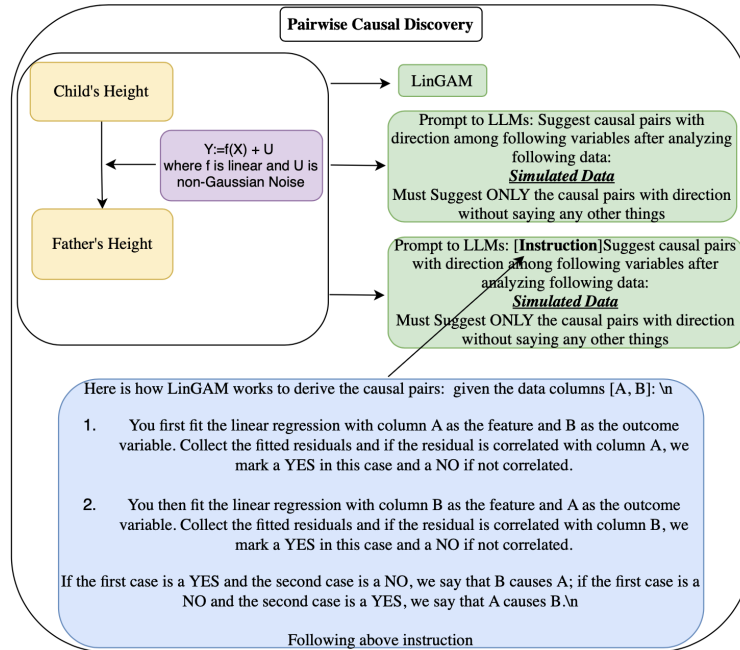 Pairwise Causal Discovery
Child's Height
Y:=f(X) + U
where f is linear and U is
non-Gaussian Noise
Father's Height
LinGAM
Prompt to LLMs: Suggest causal pairs with
direction among following variables after analyzing
following data:
Simulated Data
Must Suggest ONLY the causal pairs with direction
without saying any other things
Prompt to LLMs: [Instruction]Suggest causal pairs
with direction among following variables after
analyzing following data:
Simulated Data
Must Suggest ONLY the causal pairs with direction
without saying any other things
Here is how LinGAM works to derive the causal pairs: given the data columns [A, B]: \n
1. You first fit the linear regression with column A as the feature and B as the outcome
variable. Collect the fitted residuals and if the residual is correlated with column A, we
mark a YES in this case and a NO if not correlated.
2. You then fit the linear regression with column B as the feature and A as the outcome
variable. Collect the fitted residuals and if the residual is correlated with column B, we
mark a YES in this case and a NO if not correlated.
If the first case is a YES and the second case is a NO, we say that B causes A; if the first case is a
NO and the second case is a YES, we say that A causes B.\n
Following above instruction